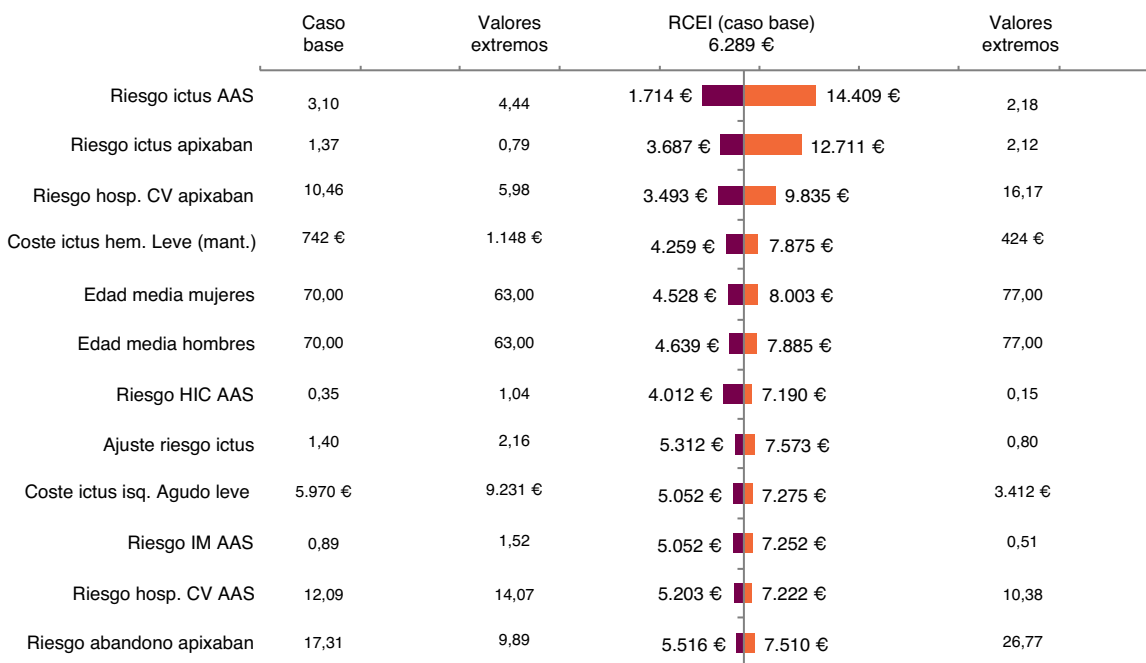 Caso base Valores extremos RCEI (caso base) 6.289 € Valores extremos
Riesgo ictus AAS 3,10 4,44 1.714 € 14.409 € 2,18
Riesgo ictus apixaban 1,37 0,79 3.687 € 12.711 € 2,12
Riesgo hosp. CV apixaban 10,46 5,98 3.493 € 9.835 € 16,17
Coste ictus hem. Leve (mant.) 742 € 1.148 € 4.259 € 7.875 € 424 €
Edad media mujeres 70,00 63,00 4.528 € 8.003 € 77,00
Edad media hombres 70,00 63,00 4.639 € 7.885 € 77,00
Riesgo HIC AAS 0,35 1,04 4.012 € 7.190 € 0,15
Ajuste riesgo ictus 1,40 2,16 5.312 € 7.573 € 0,80
Coste ictus isq. Agudo leve 5.970 € 9.231 € 5.052 € 7.275 € 3.412 €
Riesgo IM AAS 0,89 1,52 5.052 € 7.252 € 0,51
Riesgo hosp. CV AAS 12,09 14,07 5.203 € 7.222 € 10,38
Riesgo abandono apixaban 17,31 9,89 5.516 € 7.510 € 26,77